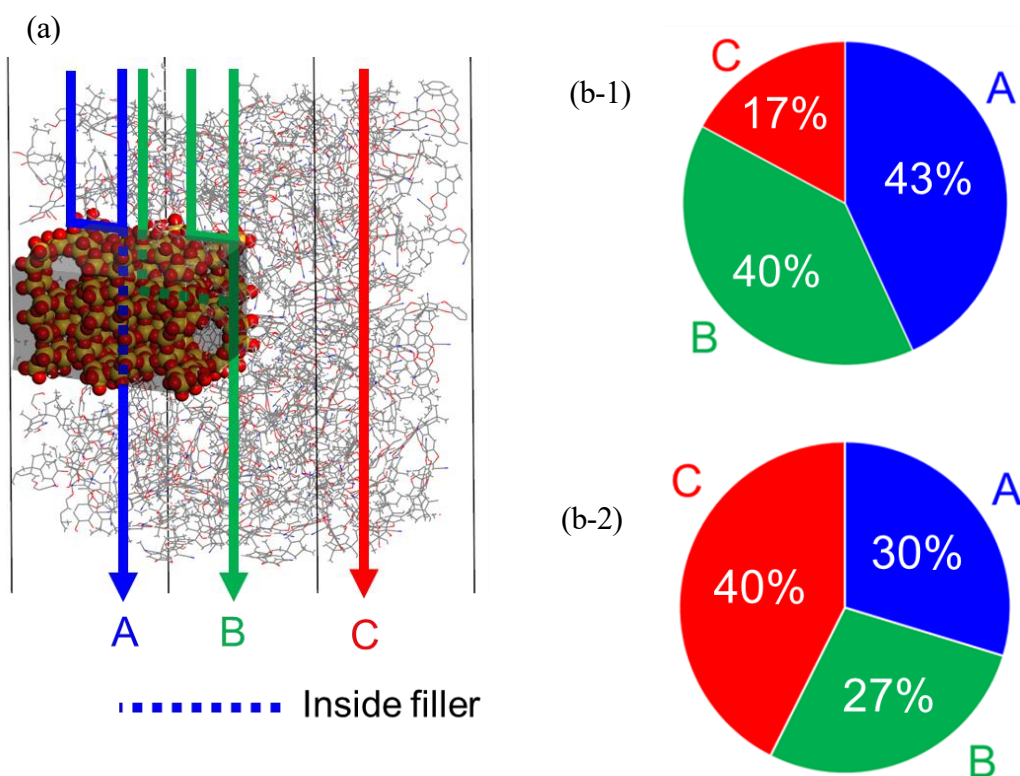 (a)
A
B
C
Inside filler
(b-1)
C
17%
A
43%
40%
B
(b-2)
C
A
30%
40%
27%
B